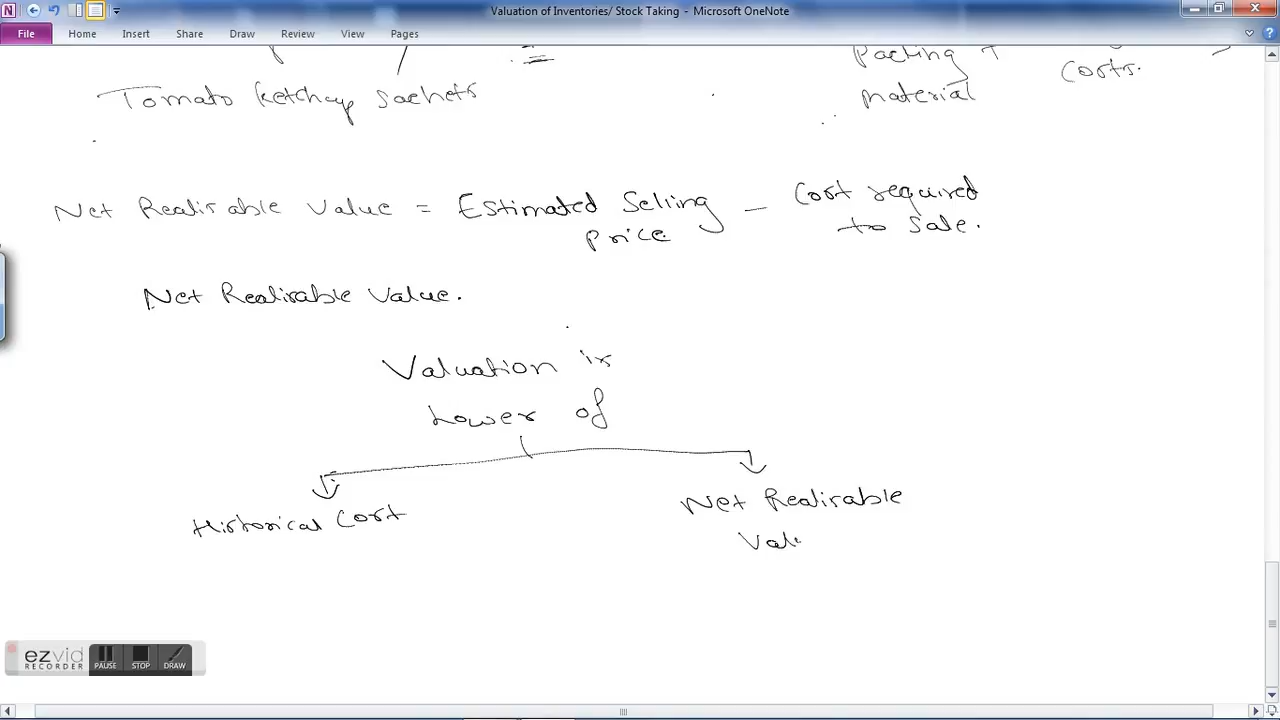 Valuation of Inventories/ Stock Taking - Microsoft OneNote
File Home Insert Share Draw Review View Pages
Packing + costs.
Tomato ketchup sachets material
Net Realisable Value = Estimated Selling – Cost required
price to sale.
Net Realisable Value.
Valuation is
Lower of
Historical Cost Net Realisable
Val
ezvid
RECORDER PAUSE STOP DRAW